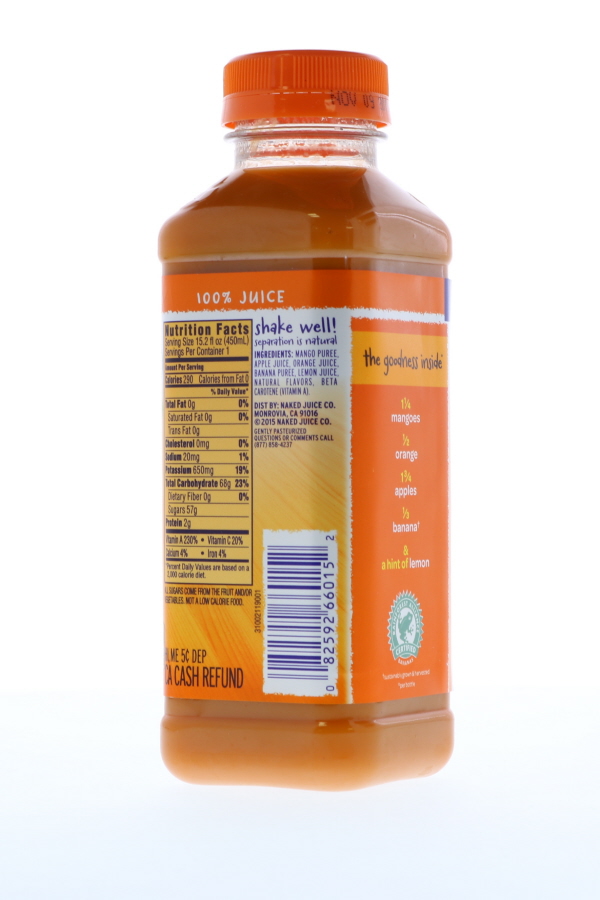 100% JUICE
Nutrition Facts
Serving Size 15.2 fl oz (450mL)
Servings Per Container 1
Amount Per Serving
Calories 290 Calories from Fat 0
% Daily Value*
Total Fat 0g 0%
Saturated Fat 0g 0%
Trans Fat 0g
Cholesterol 0mg 0%
Sodium 20mg 1%
Potassium 650mg 19%
Total Carbohydrate 68g 23%
Dietary Fiber 0g 0%
Sugars 57g
Protein 2g
Vitamin A 230% • Vitamin C 20%
Calcium 4% • Iron 4%
*Percent Daily Values are based on a
2,000 calorie diet.
SUGARS COME FROM THE FRUIT AND/OR
NOT A LOW CALORIE FOOD.
ME 5¢ DEP
CA CASH REFUND
shake well!
separation is natural
INGREDIENTS: MANGO PUREE,
APPLE JUICE, ORANGE JUICE,
BANANA PUREE, LEMON JUICE,
NATURAL FLAVORS, BETA
CAROTENE (VITAMIN A).
DIST BY: NAKED JUICE CO.
MONROVIA, CA 91016
©2015 NAKED JUICE CO.
GENTLY PASTEURIZED
QUESTIONS OR COMMENTS CALL
(877) 858-4237
31002119001
0 82592 66015 2
the goodness inside*
1¼
mangoes
½
orange
1¾
apples
⅓
banana†
&
a hint of lemon
CERTIFIED
†sustainably grown & harvested
*per bottle